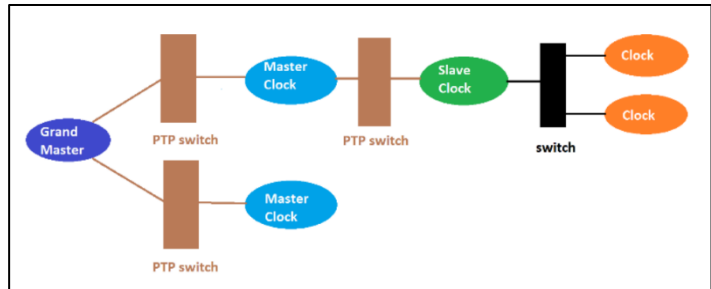 Grand
Master
PTP switch
Master
Clock
PTP switch
Slave
Clock
switch
Clock
Clock
PTP switch
Master
Clock